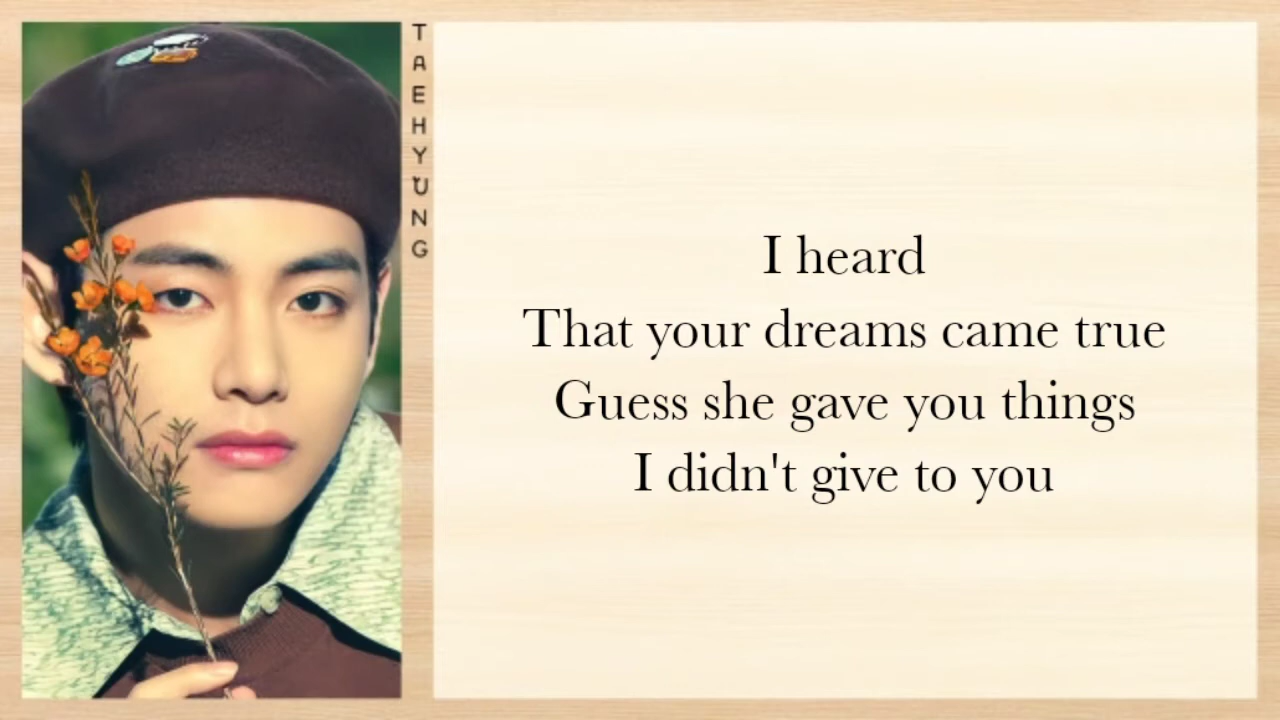 TAEHYUNG
I heard
That your dreams came true
Guess she gave you things
I didn't give to you